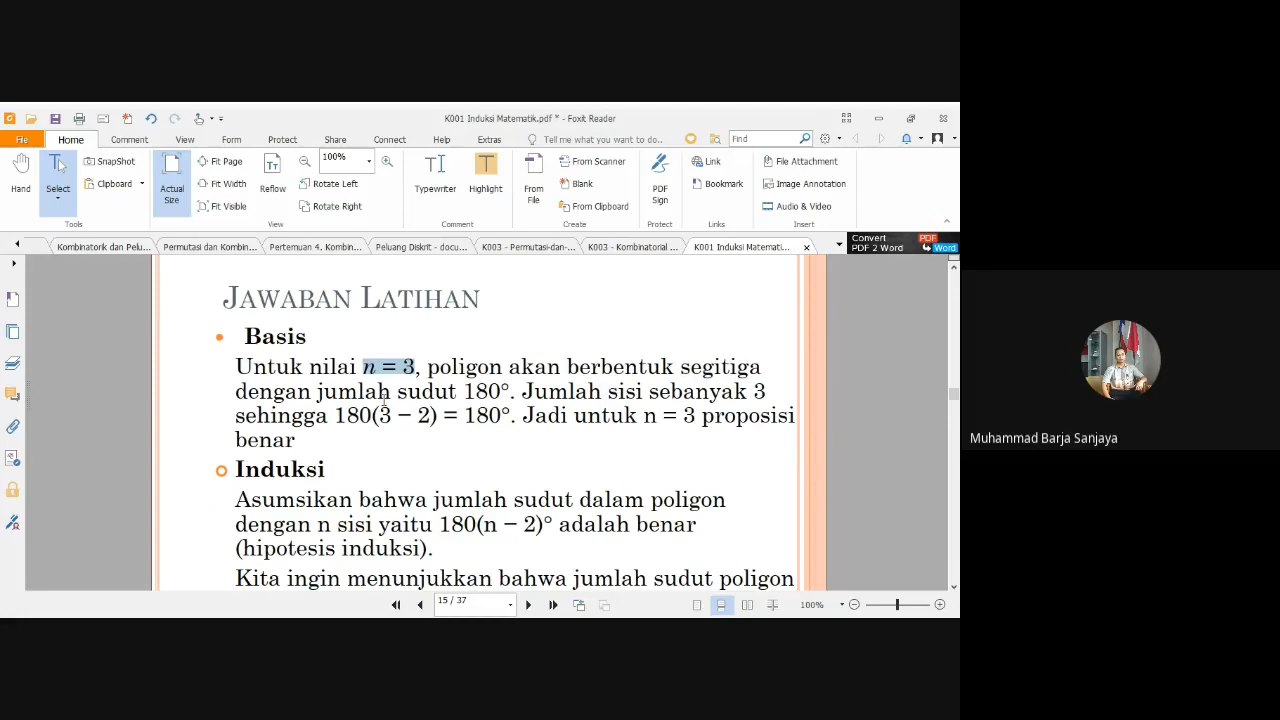 K001 Induksi Matematik.pdf * - Foxit Reader
File Home Comment View Form Protect Share Connect Help Extras Tell me what you want to do.. Find
Hand
Select
SnapShot
Clipboard
Tools
Actual Size
Fit Page
Fit Width
Fit Visible
Reflow
100%
Rotate Left
Rotate Right
View
Typewriter
Highlight
Comment
From File
From Scanner
Blank
From Clipboard
Create
PDF Sign
Protect
Link
Bookmark
Links
File Attachment
Image Annotation
Audio & Video
Insert
Kombinatorik dan Pelu... Permutasi dan Kombin... Pertemuan 4. Kombin... Peluang Diskrit - docu... K003 - Permutasi-dan-... K003 - Kombinatorial ... K001 Induksi Matemati...
Convert PDF
PDF 2 Word Word
JAWABAN LATIHAN
• Basis
Untuk nilai n = 3, poligon akan berbentuk segitiga
dengan jumlah sudut 180°. Jumlah sisi sebanyak 3
sehingga 180(3 − 2) = 180°. Jadi untuk n = 3 proposisi
benar
Induksi
Asumsikan bahwa jumlah sudut dalam poligon
dengan n sisi yaitu 180(n − 2)° adalah benar
(hipotesis induksi).
Kita ingin menunjukkan bahwa jumlah sudut poligon
15 / 37
100%
Muhammad Barja Sanjaya